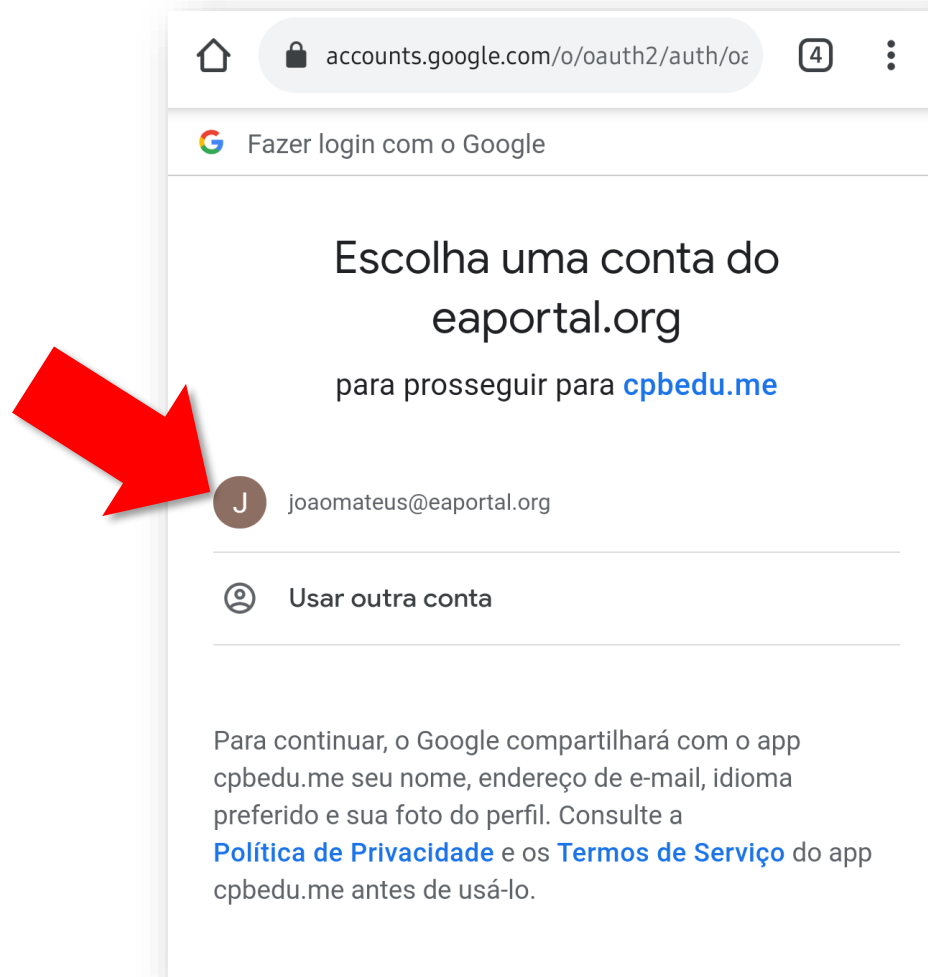 accounts.google.com/o/oauth2/auth/oa
4
Fazer login com o Google
Escolha uma conta do
eaportal.org
para prosseguir para cpbedu.me
J
joaomateus@eaportal.org
Usar outra conta
Para continuar, o Google compartilhará com o app
cpbedu.me seu nome, endereço de e-mail, idioma
preferido e sua foto do perfil. Consulte a
Política de Privacidade e os Termos de Serviço do app
cpbedu.me antes de usá-lo.